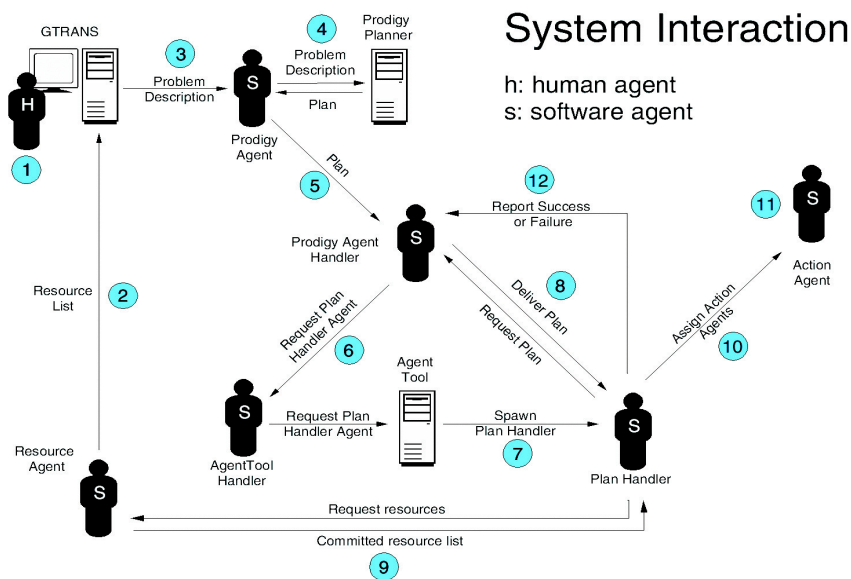 System Interaction
h: human agent
s: software agent
GTRANS
H
1
3
Problem
Description
4
Problem
Description
Plan
Prodigy
Planner
S
Prodigy
Agent
Plan
5
12
Report Success
or Failure
11
S
Action
Agent
Prodigy Agent
Handler
S
Resource
List
2
Request Plan
Handler Agent
6
8
Deliver Plan
Request Plan
Assign Action
Agents
10
Agent
Tool
S
AgentTool
Handler
Request Plan
Handler Agent
Spawn
Plan Handler
7
S
Plan Handler
Resource
Agent
S
Request resources
Committed resource list
9